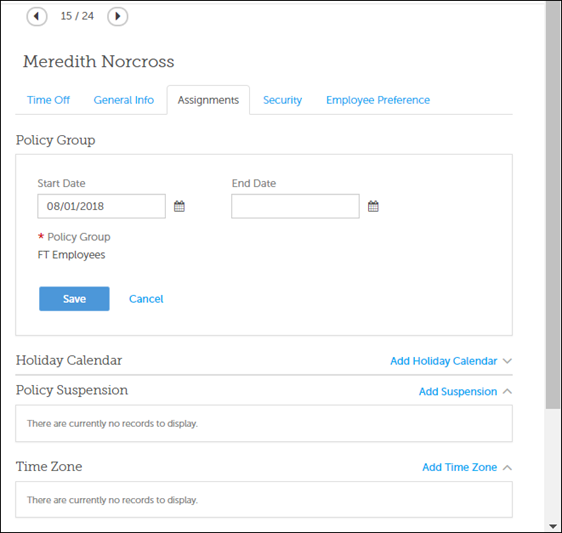 15 / 24
Meredith Norcross
Time Off General Info Assignments Security Employee Preference
Policy Group
Start Date End Date
08/01/2018
* Policy Group
FT Employees
Save Cancel
Holiday Calendar Add Holiday Calendar
Policy Suspension Add Suspension
There are currently no records to display.
Time Zone Add Time Zone
There are currently no records to display.